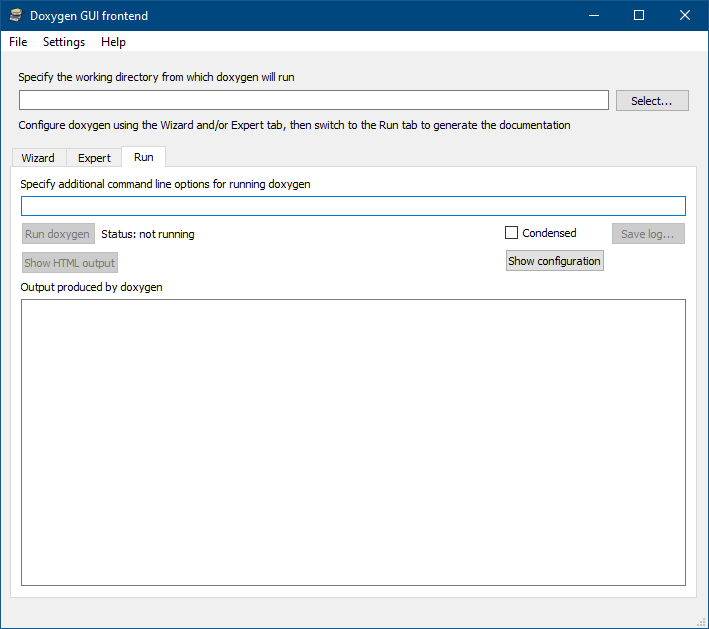 Doxygen GUI frontend
File Settings Help
Specify the working directory from which doxygen will run
Select...
Configure doxygen using the Wizard and/or Expert tab, then switch to the Run tab to generate the documentation
Wizard Expert Run
Specify additional command line options for running doxygen
Run doxygen Status: not running Condensed Save log...
Show HTML output Show configuration
Output produced by doxygen